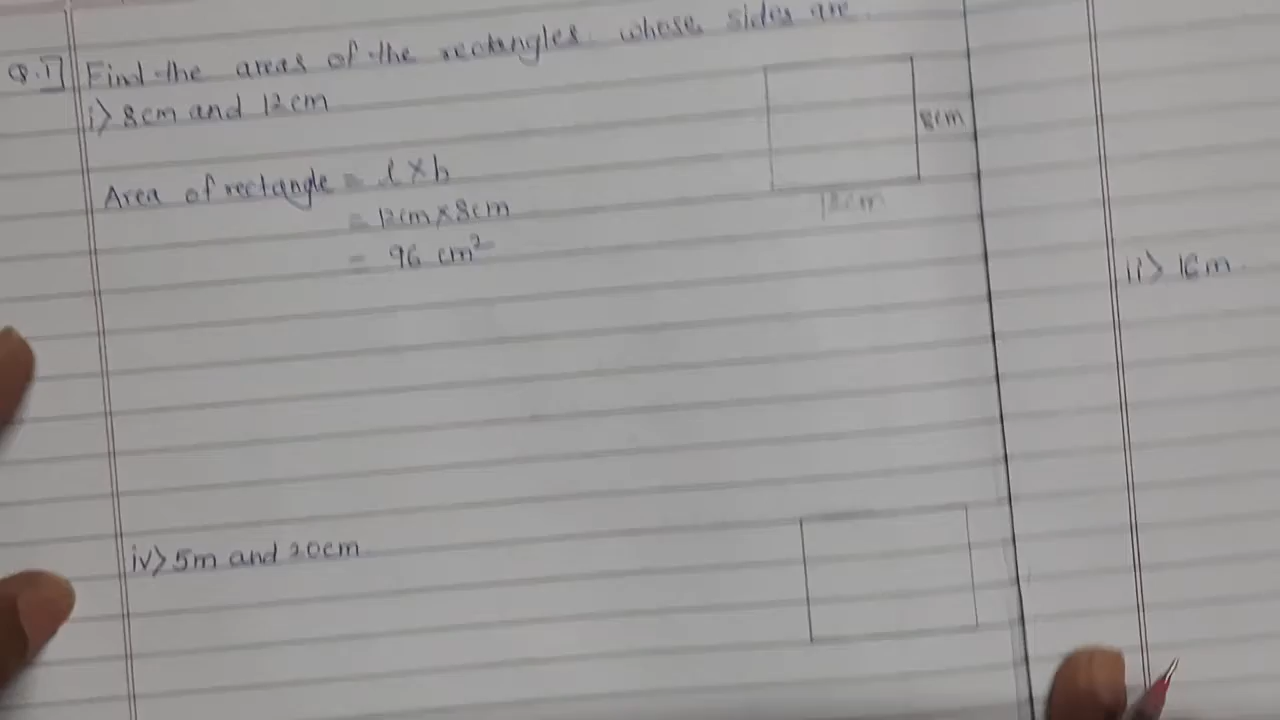 Q.1] Find the areas of the rectangles whose sides are.
i> 8cm and 12cm
8cm
Area of rectangle = l × b
= 12cm × 8cm
12cm
= 96 cm²
ii> 16m
iv> 5m and 20cm